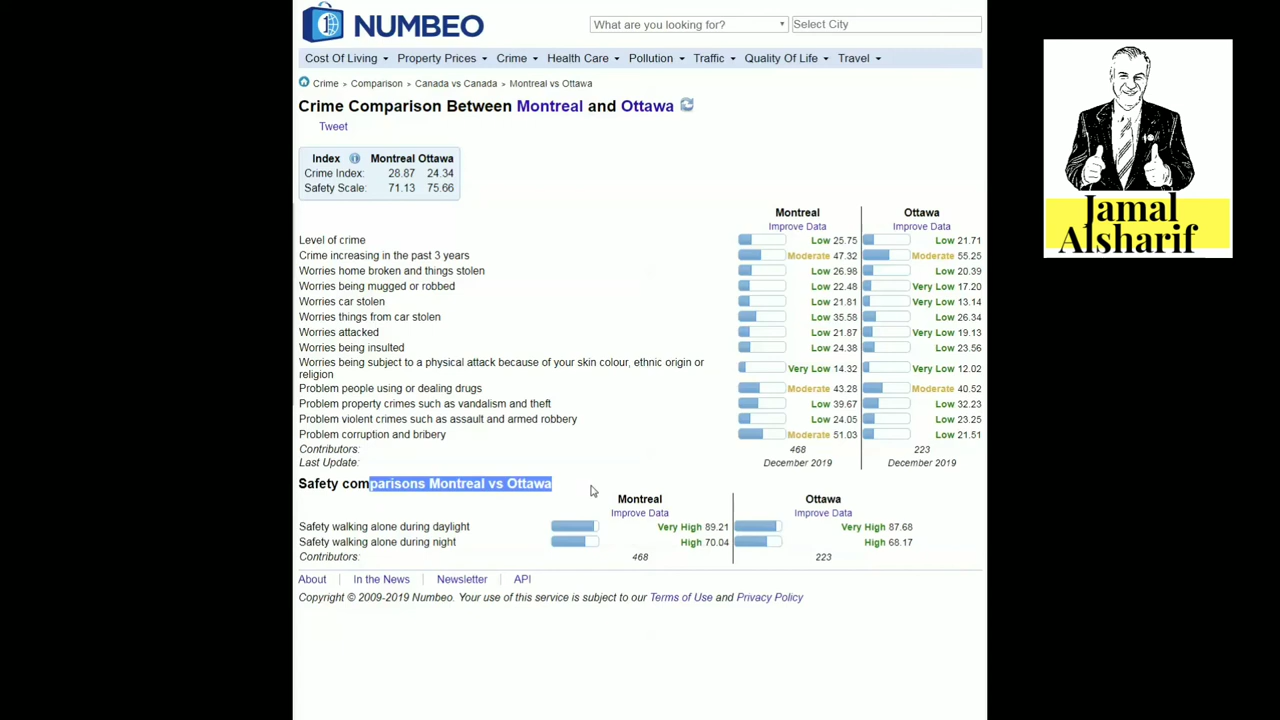 NUMBEO
What are you looking for?
Select City
Cost Of Living Property Prices Crime Health Care Pollution Traffic Quality Of Life Travel
Crime > Comparison > Canada vs Canada > Montreal vs Ottawa
Crime Comparison Between Montreal and Ottawa
Tweet
Index Montreal Ottawa
Crime Index: 28.87 24.34
Safety Scale: 71.13 75.66
Montreal Ottawa
Improve Data Improve Data
Level of crime Low 25.75 Low 21.71
Crime increasing in the past 3 years Moderate 47.32 Moderate 55.25
Worries home broken and things stolen Low 26.98 Low 20.39
Worries being mugged or robbed Low 22.48 Very Low 17.20
Worries car stolen Low 21.81 Very Low 13.14
Worries things from car stolen Low 35.58 Low 26.34
Worries attacked Low 21.87 Very Low 19.13
Worries being insulted Low 24.38 Low 23.56
Worries being subject to a physical attack because of your skin colour, ethnic origin or
religion Very Low 14.32 Very Low 12.02
Problem people using or dealing drugs Moderate 43.28 Moderate 40.52
Problem property crimes such as vandalism and theft Low 39.67 Low 32.23
Problem violent crimes such as assault and armed robbery Low 24.05 Low 23.25
Problem corruption and bribery Moderate 51.03 Low 21.51
Contributors: 468 223
Last Update: December 2019 December 2019
Safety comparisons Montreal vs Ottawa
Montreal Ottawa
Improve Data Improve Data
Safety walking alone during daylight Very High 89.21 Very High 87.68
Safety walking alone during night High 70.04 High 68.17
Contributors: 468 223
About In the News Newsletter API
Copyright © 2009-2019 Numbeo. Your use of this service is subject to our Terms of Use and Privacy Policy
Jamal
Alsharif